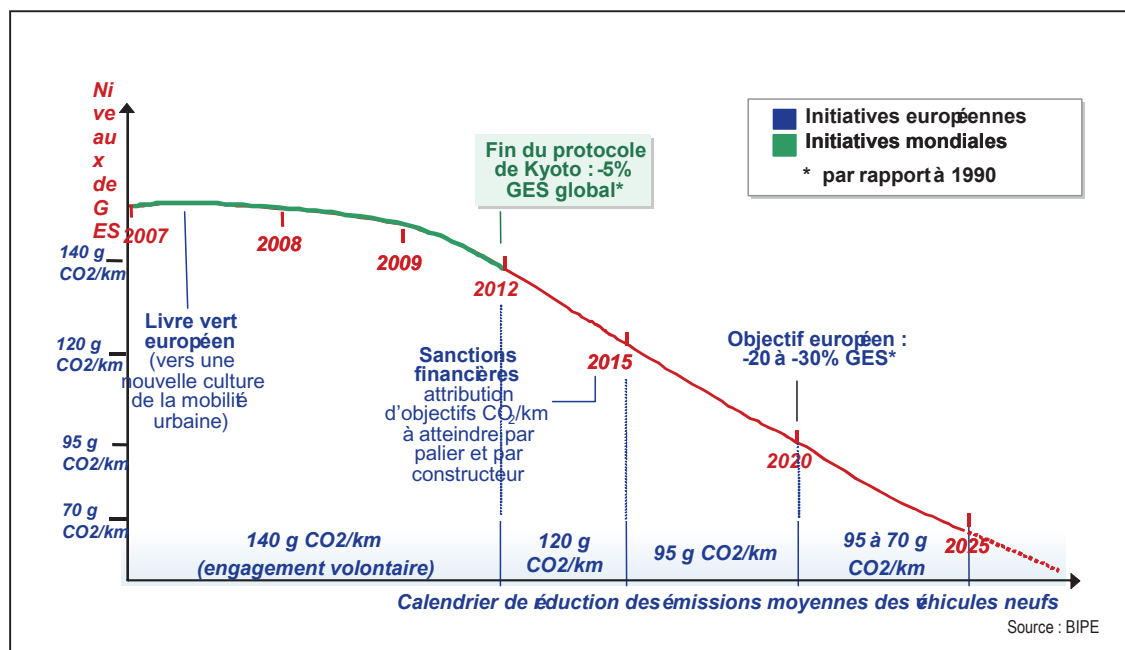 Ni
ve
au
x de
G
ES
Initiatives européennes
Initiatives mondiales
* par rapport à 1990
Fin du protocole
de Kyoto : -5%
GES global*
2007
2008
2009
2012
2015
2020
2025
140 g
CO2/km
120 g
CO2/km
95 g
CO2/km
70 g
CO2/km
Livre vert
européen
(vers une
nouvelle culture
de la mobilité
urbaine)
Sanctions
financières
attribution
d'objectifs CO2/km
à atteindre par
palier et par
constructeur
Objectif européen :
-20 à -30% GES*
140 g CO2/km
(engagement volontaire)
120 g
CO2/km
95 g CO2/km
95 à 70 g
CO2/km
Calendrier de réduction des émissions moyennes des véhicules neufs
Source : BIPE